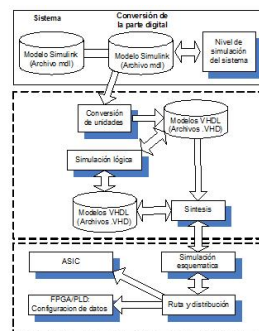 Sistema
Conversión de
la parte digital
Modelo Simulink
(Archivo mdl)
Modelo Simulink
(Archivo mdl)
Nivel de
simulación
del sistema
Conversión
de unidades
Modelos VHDL
(Archivos .VHD)
Simulación lógica
Modelos VHDL
(Archivos .VHD)
Síntesis
ASIC
Simulación
esquematica
FPGA/PLD:
Configuracion de datos
Ruta y distribución